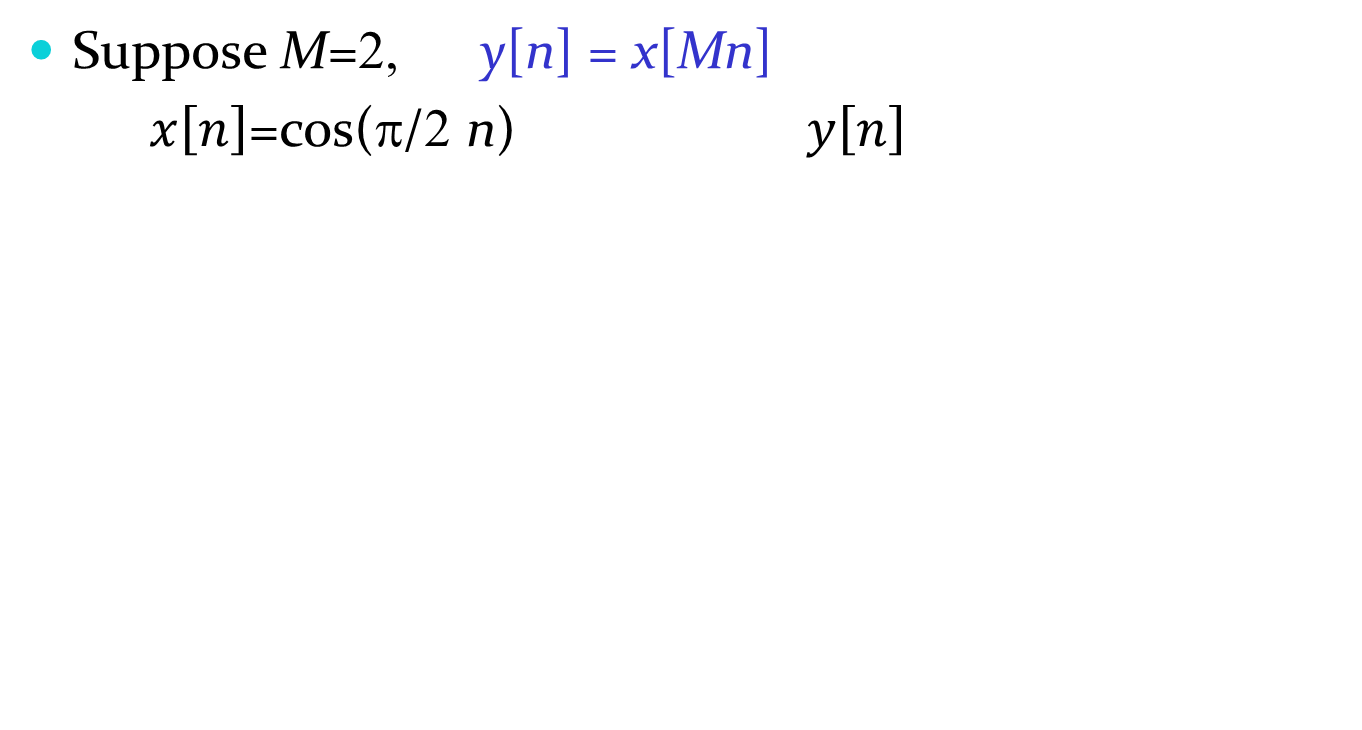 • Suppose M=2, y[n] = x[Mn]
x[n]=cos(π/2 n) y[n]